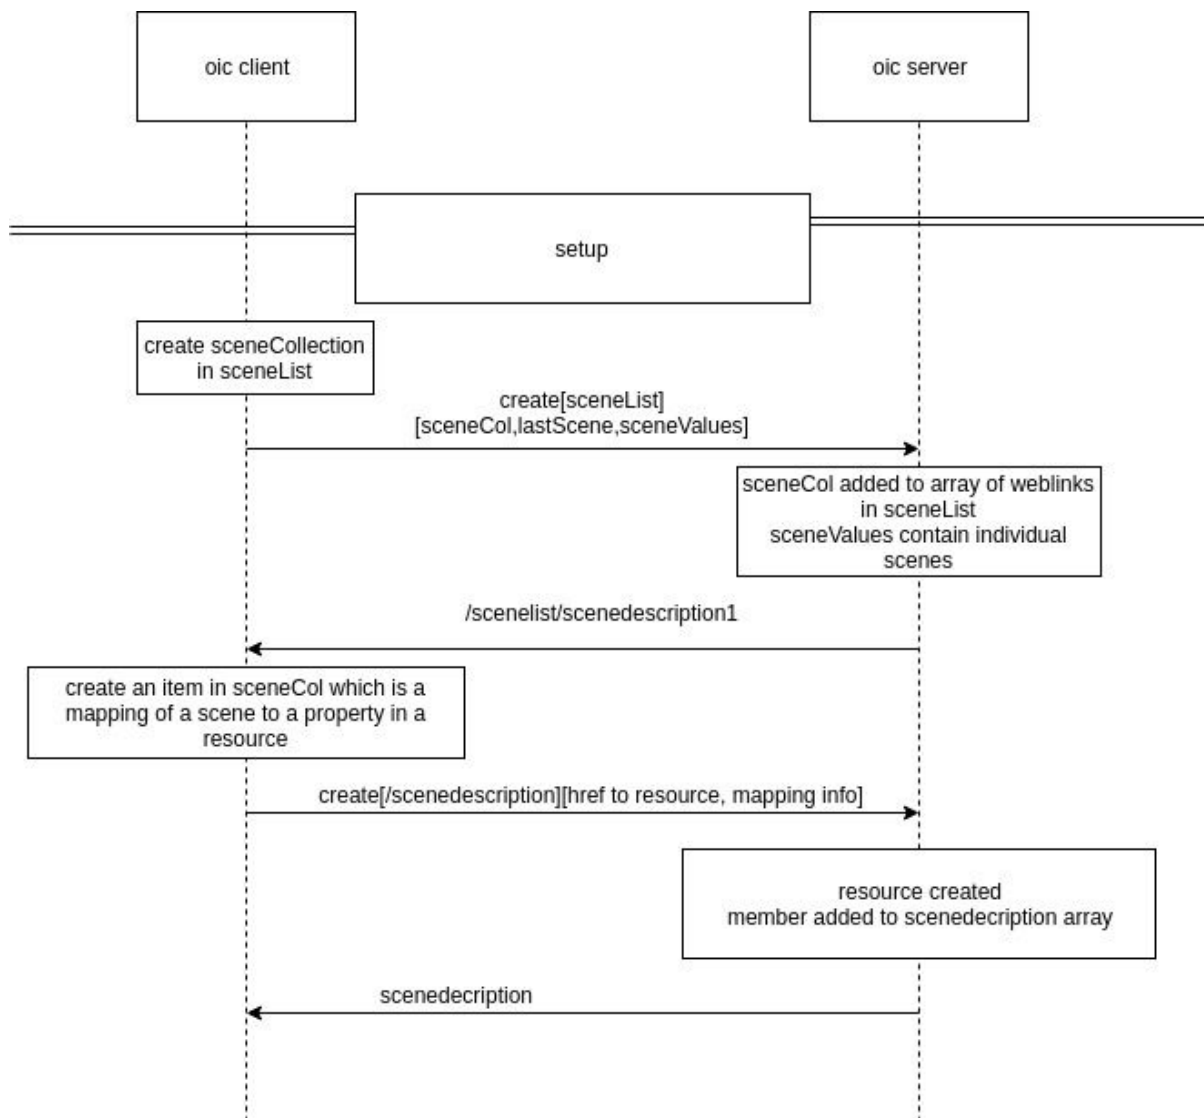 oic client
oic server
setup
create sceneCollection
in sceneList
create[sceneList]
[sceneCol,lastScene,sceneValues]
sceneCol added to array of weblinks
in sceneList
sceneValues contain individual
scenes
/scenelist/scenedescription1
create an item in sceneCol which is a
mapping of a scene to a property in a
resource
create[/scenedescription][href to resource, mapping info]
resource created
member added to scenedecription array
scenedecription